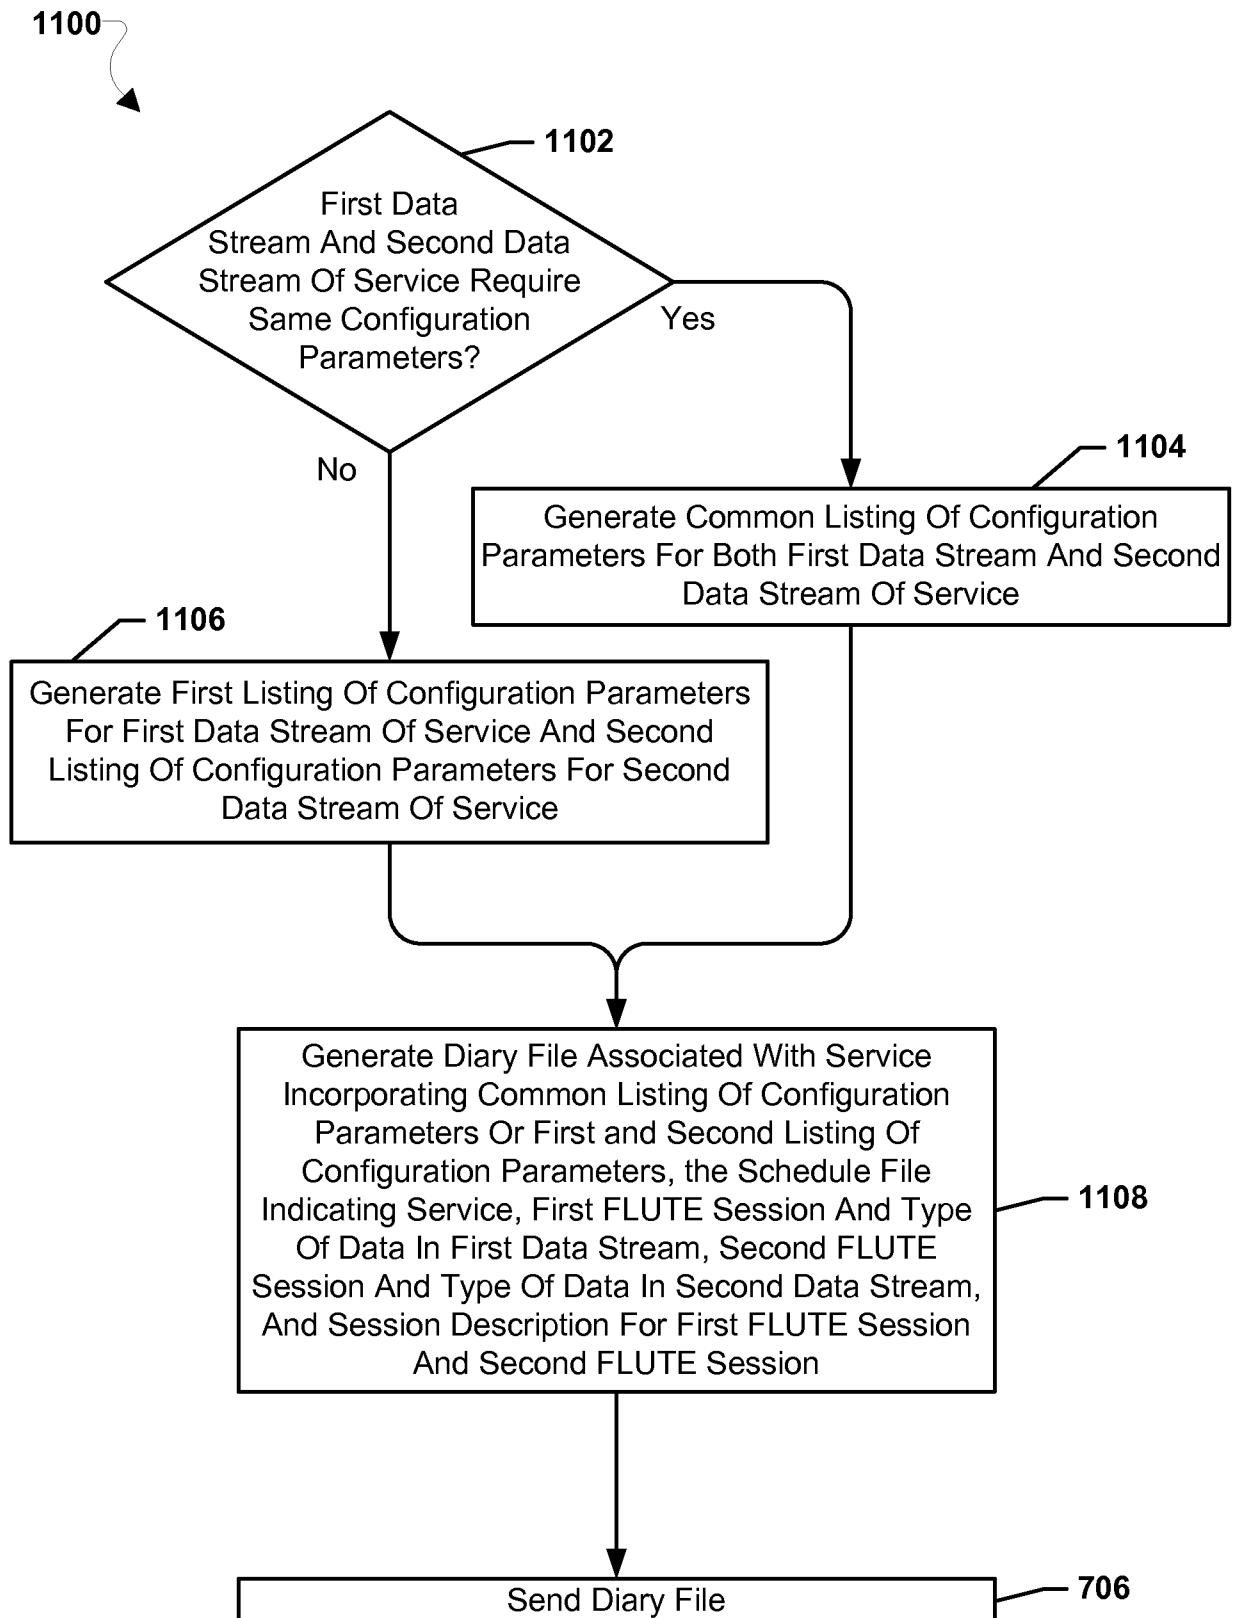 1100
1102
First Data
Stream And Second Data
Stream Of Service Require
Same Configuration
Parameters?
Yes
No
1104
Generate Common Listing Of Configuration
Parameters For Both First Data Stream And Second
Data Stream Of Service
1106
Generate First Listing Of Configuration Parameters
For First Data Stream Of Service And Second
Listing Of Configuration Parameters For Second
Data Stream Of Service
Generate Diary File Associated With Service
Incorporating Common Listing Of Configuration
Parameters Or First and Second Listing Of
Configuration Parameters, the Schedule File
Indicating Service, First FLUTE Session And Type
Of Data In First Data Stream, Second FLUTE
Session And Type Of Data In Second Data Stream,
And Session Description For First FLUTE Session
And Second FLUTE Session
1108
Send Diary File
706